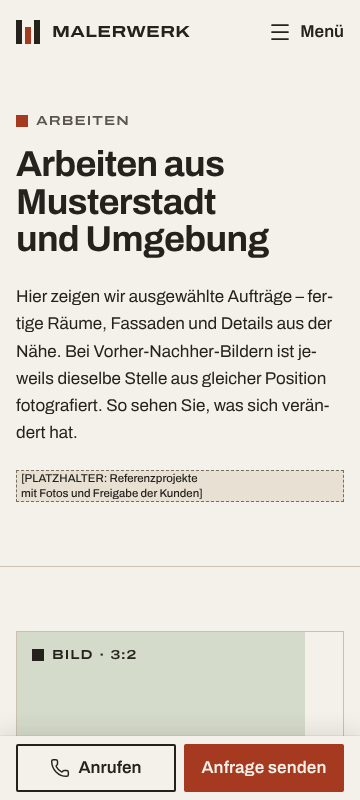 MALERWERK
Menü
ARBEITEN
Arbeiten aus
Musterstadt
und Umgebung
Hier zeigen wir ausgewählte Aufträge – fer-
tige Räume, Fassaden und Details aus der
Nähe. Bei Vorher-Nachher-Bildern ist je-
weils dieselbe Stelle aus gleicher Position
fotografiert. So sehen Sie, was sich verän-
dert hat.
[PLATZHALTER: Referenzprojekte
mit Fotos und Freigabe der Kunden]
BILD · 3:2
Anrufen
Anfrage senden